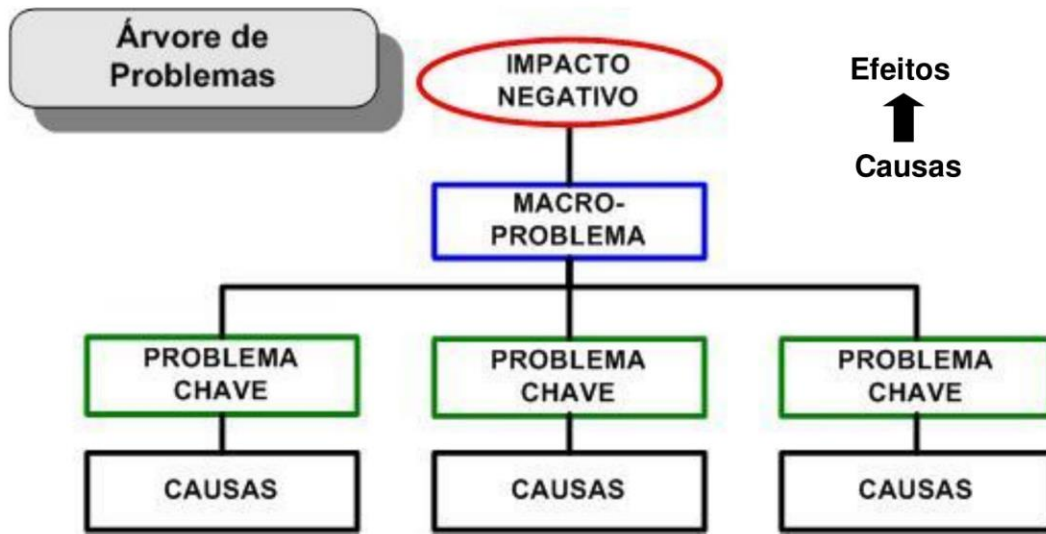 Árvore de
Problemas
IMPACTO
NEGATIVO
Efeitos
Causas
MACRO-
PROBLEMA
PROBLEMA
CHAVE
PROBLEMA
CHAVE
PROBLEMA
CHAVE
CAUSAS
CAUSAS
CAUSAS